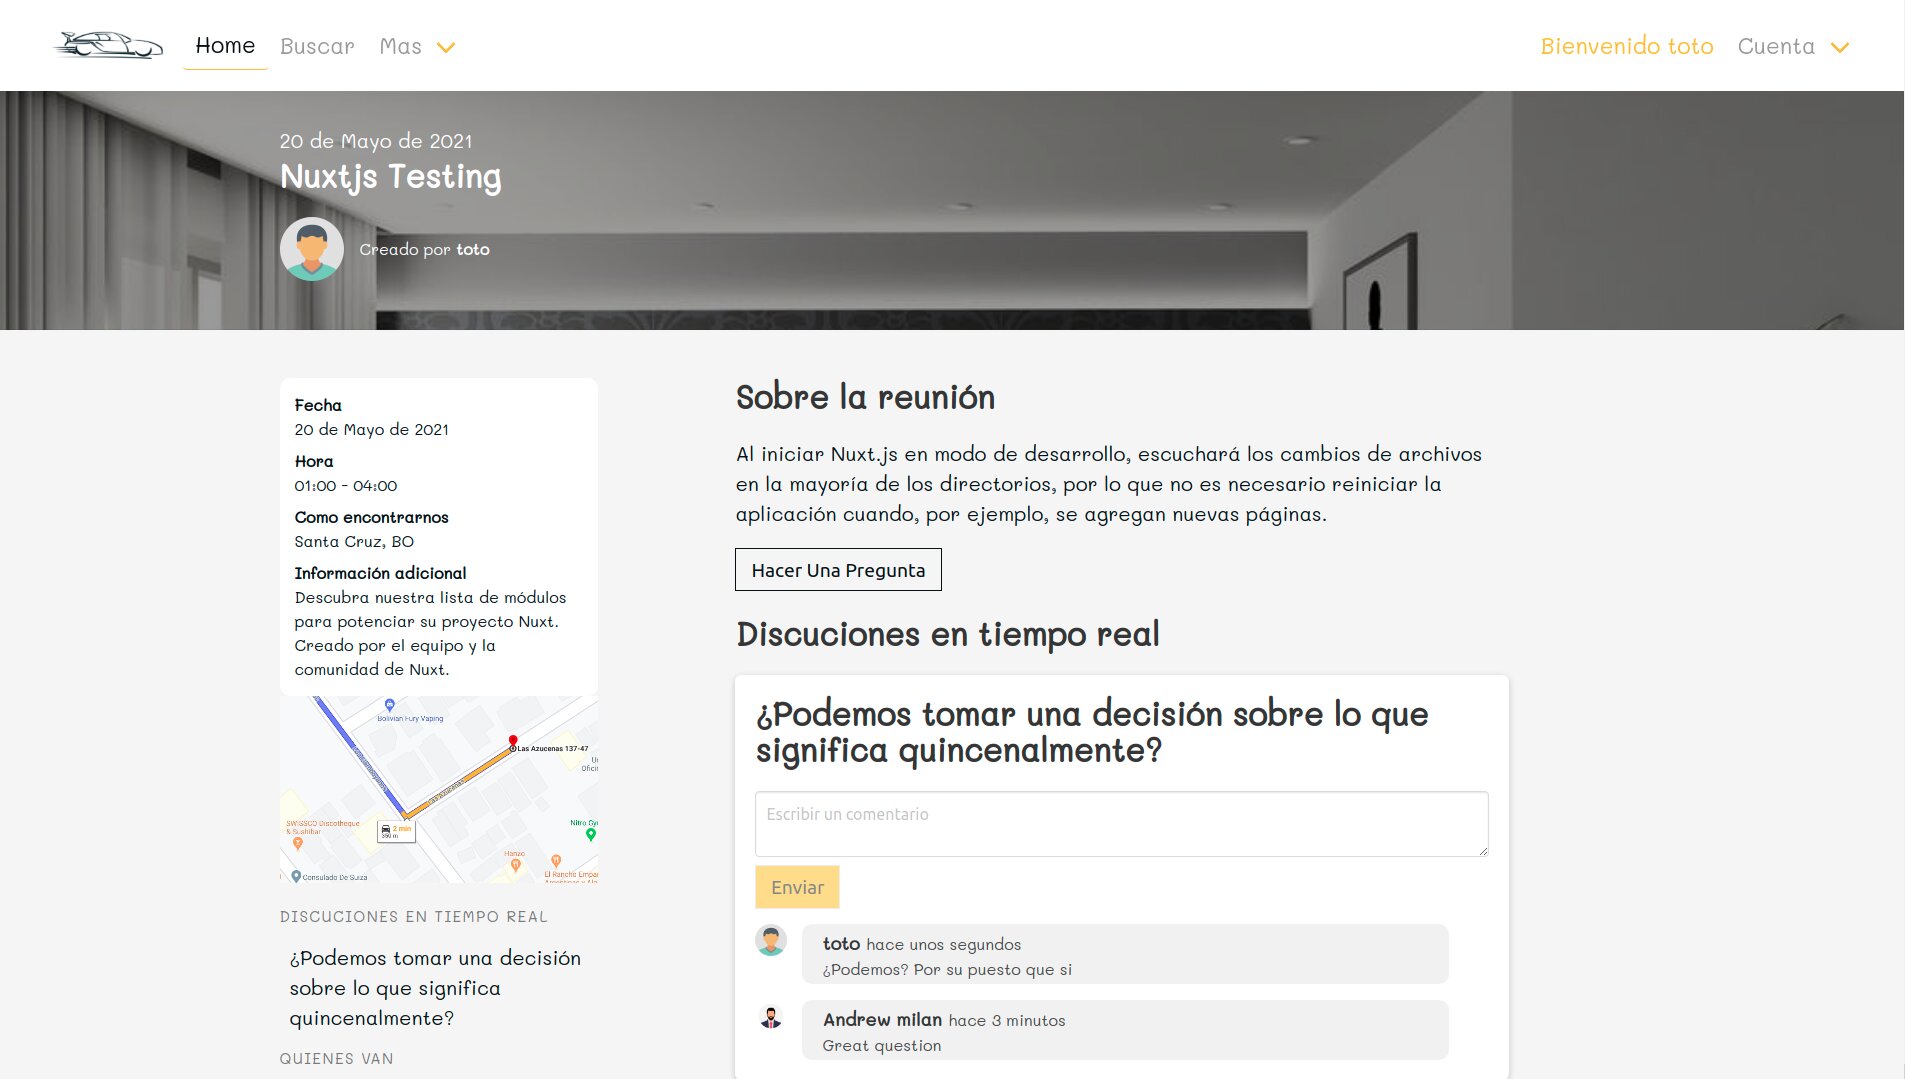 Home Buscar Mas Bienvenido toto Cuenta
20 de Mayo de 2021
Nuxtjs Testing
Creado por toto
Fecha
20 de Mayo de 2021
Hora
01:00 - 04:00
Como encontrarnos
Santa Cruz, BO
Información adicional
Descubra nuestra lista de módulos
para potenciar su proyecto Nuxt.
Creado por el equipo y la
comunidad de Nuxt.
Bolivian Fury Vaping
Las Azucenas 137-47
Oficin
SWISSCO Discotheque
& Sushibar
2 min
350 m
Nitro Gy
Hanzo
El Rancho Empa
Consulado De Suiza
DISCUCIONES EN TIEMPO REAL
¿Podemos tomar una decisión
sobre lo que significa
quincenalmente?
QUIENES VAN
Sobre la reunión
Al iniciar Nuxt.js en modo de desarrollo, escuchará los cambios de archivos
en la mayoría de los directorios, por lo que no es necesario reiniciar la
aplicación cuando, por ejemplo, se agregan nuevas páginas.
Hacer Una Pregunta
Discuciones en tiempo real
¿Podemos tomar una decisión sobre lo que
significa quincenalmente?
Escribir un comentario
Enviar
toto hace unos segundos
¿Podemos? Por su puesto que si
Andrew milan hace 3 minutos
Great question